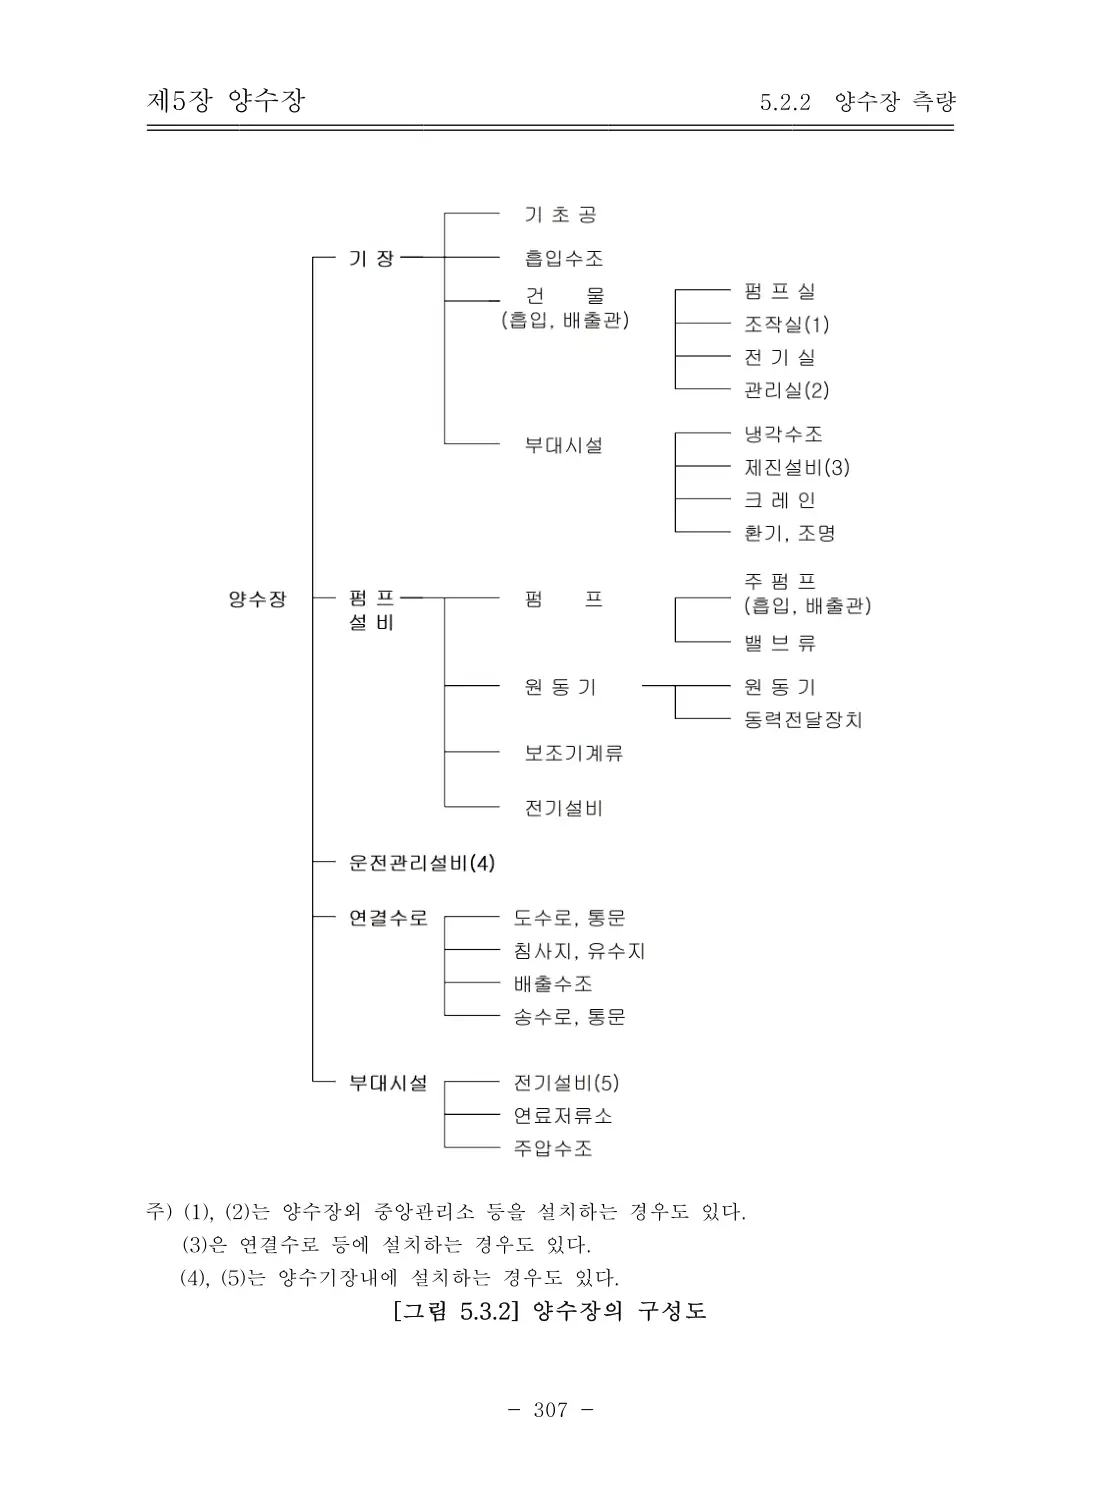 제5장 양수장
5.2.2 양수장 측량
양수장
기 장
기 초 공
흡입수조
건 물
(흡입, 배출관)
펌 프 실
조작실(1)
전 기 실
관리실(2)
부대시설
냉각수조
제진설비(3)
크 레 인
환기, 조명
펌 프
설 비
펌 프
주 펌 프
(흡입, 배출관)
밸 브 류
원 동 기
원 동 기
동력전달장치
보조기계류
전기설비
운전관리설비(4)
연결수로
도수로, 통문
침사지, 유수지
배출수조
송수로, 통문
부대시설
전기설비(5)
연료저류소
주압수조
주) (1), (2)는 양수장외 중앙관리소 등을 설치하는 경우도 있다.
(3)은 연결수로 등에 설치하는 경우도 있다.
(4), (5)는 양수기장내에 설치하는 경우도 있다.
[그림 5.3.2] 양수장의 구성도
- 307 -